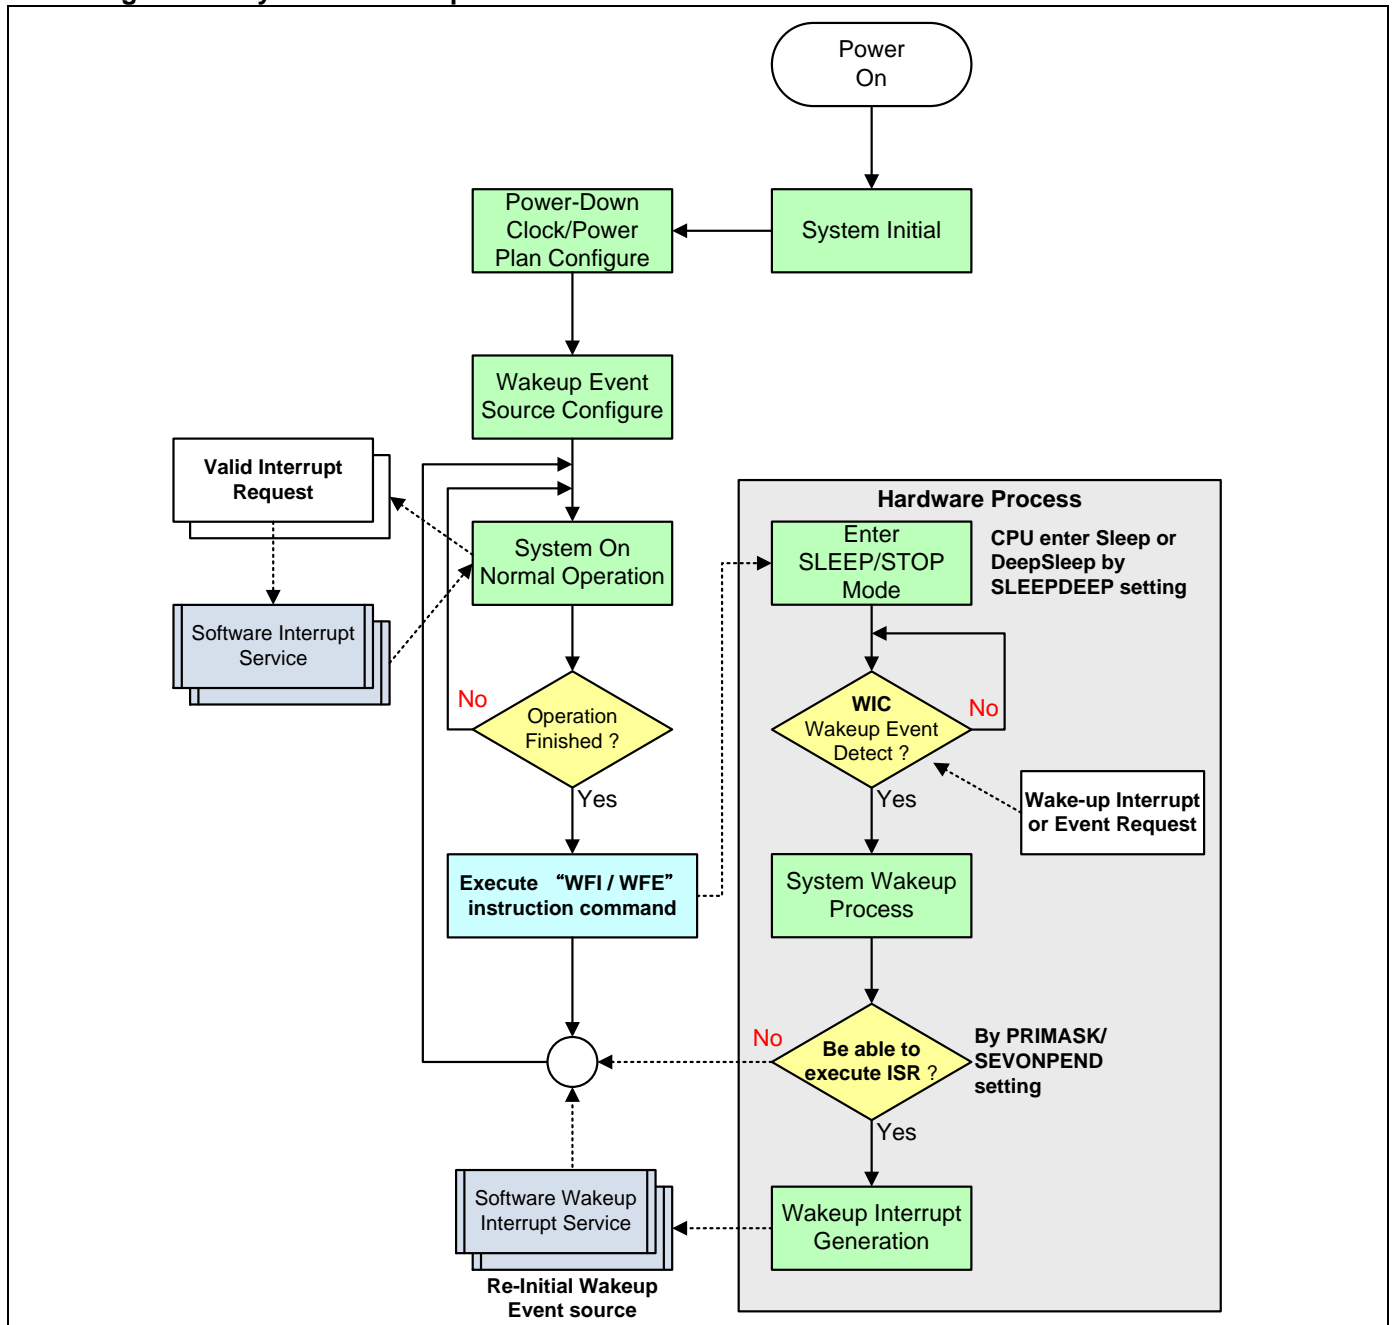 Power
On
System Initial
Power-Down
Clock/Power
Plan Configure
Wakeup Event
Source Configure
Valid Interrupt
Request
System On
Normal Operation
Software Interrupt
Service
No
Operation
Finished ?
Yes
Execute “WFI / WFE”
instruction command
Hardware Process
Enter
SLEEP/STOP
Mode
CPU enter Sleep or
DeepSleep by
SLEEPDEEP setting
WIC
Wakeup Event
Detect ?
No
Yes
Wake-up Interrupt
or Event Request
System Wakeup
Process
No
Be able to
execute ISR ?
By PRIMASK/
SEVONPEND
setting
Yes
Wakeup Interrupt
Generation
Software Wakeup
Interrupt Service
Re-Initial Wakeup
Event source